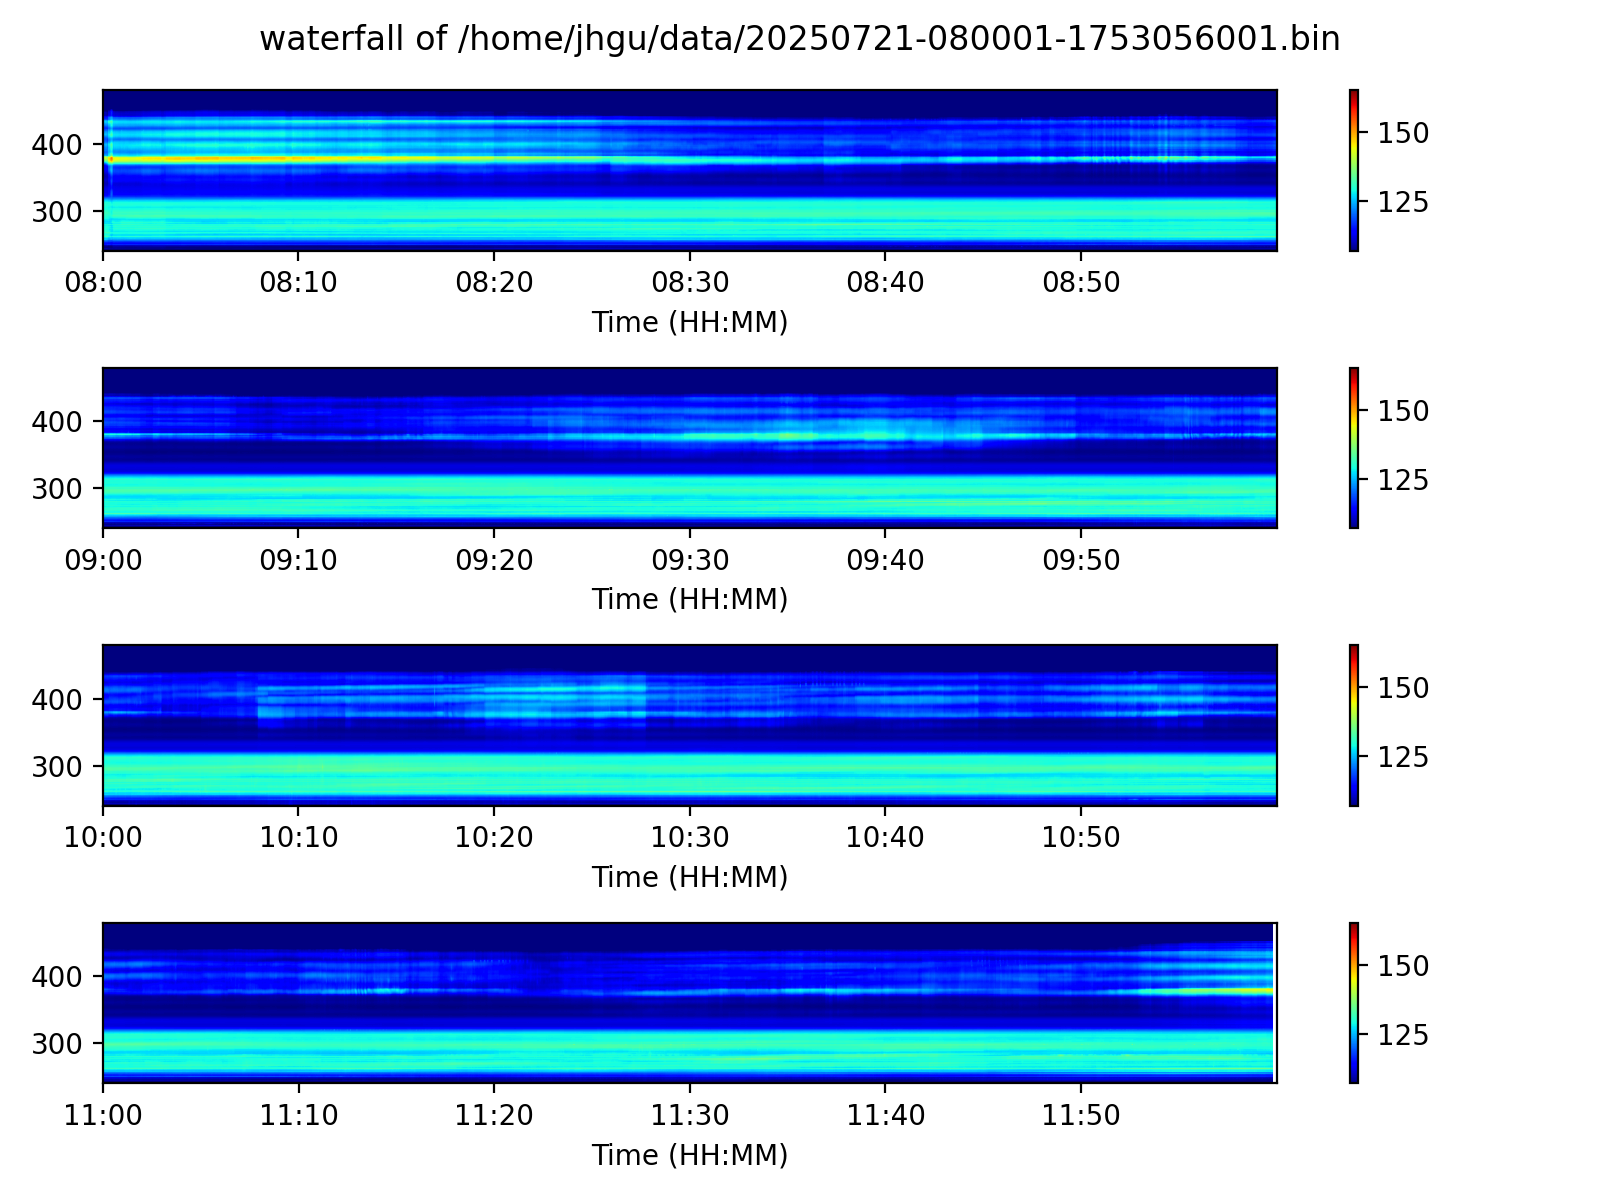 waterfall of /home/jhgu/data/20250721-080001-1753056001.bin
400
300
150
125
08:00 08:10 08:20 08:30 08:40 08:50
Time (HH:MM)
400
300
150
125
09:00 09:10 09:20 09:30 09:40 09:50
Time (HH:MM)
400
300
150
125
10:00 10:10 10:20 10:30 10:40 10:50
Time (HH:MM)
400
300
150
125
11:00 11:10 11:20 11:30 11:40 11:50
Time (HH:MM)